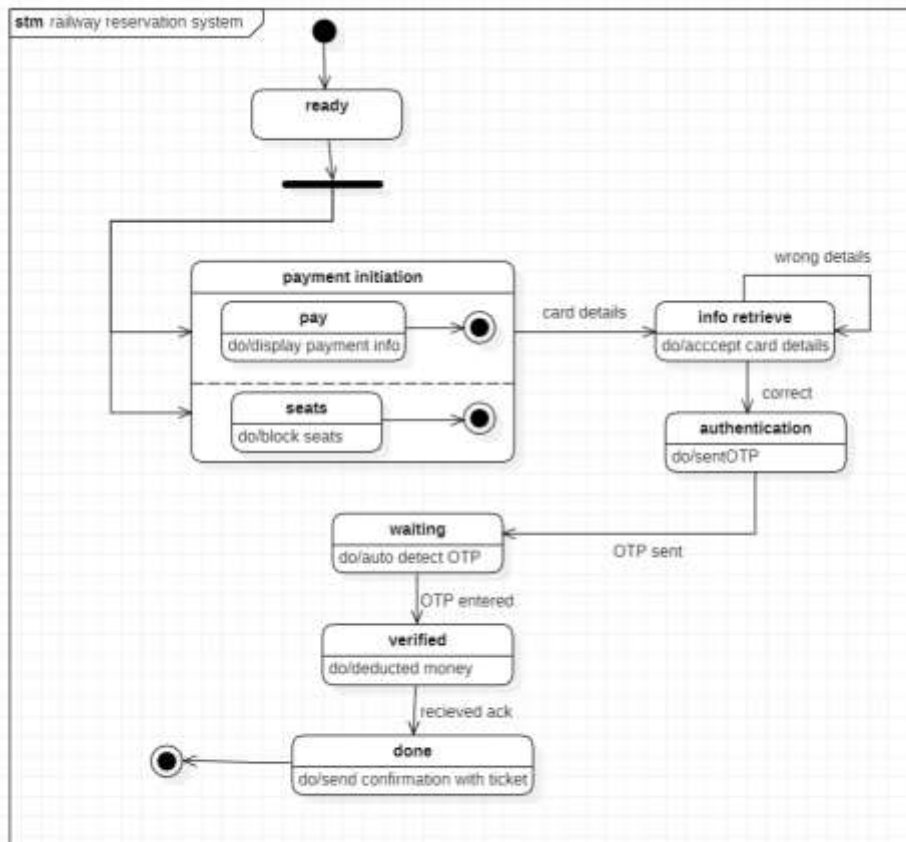 stm railway reservation system
ready
payment initiation
pay
do/display payment info
seats
do/block seats
card details
wrong details
info retrieve
do/acccept card details
correct
authentication
do/sentOTP
OTP sent
waiting
do/auto detect OTP
OTP entered
verified
do/deducted money
recieved ack
done
do/send confirmation with ticket